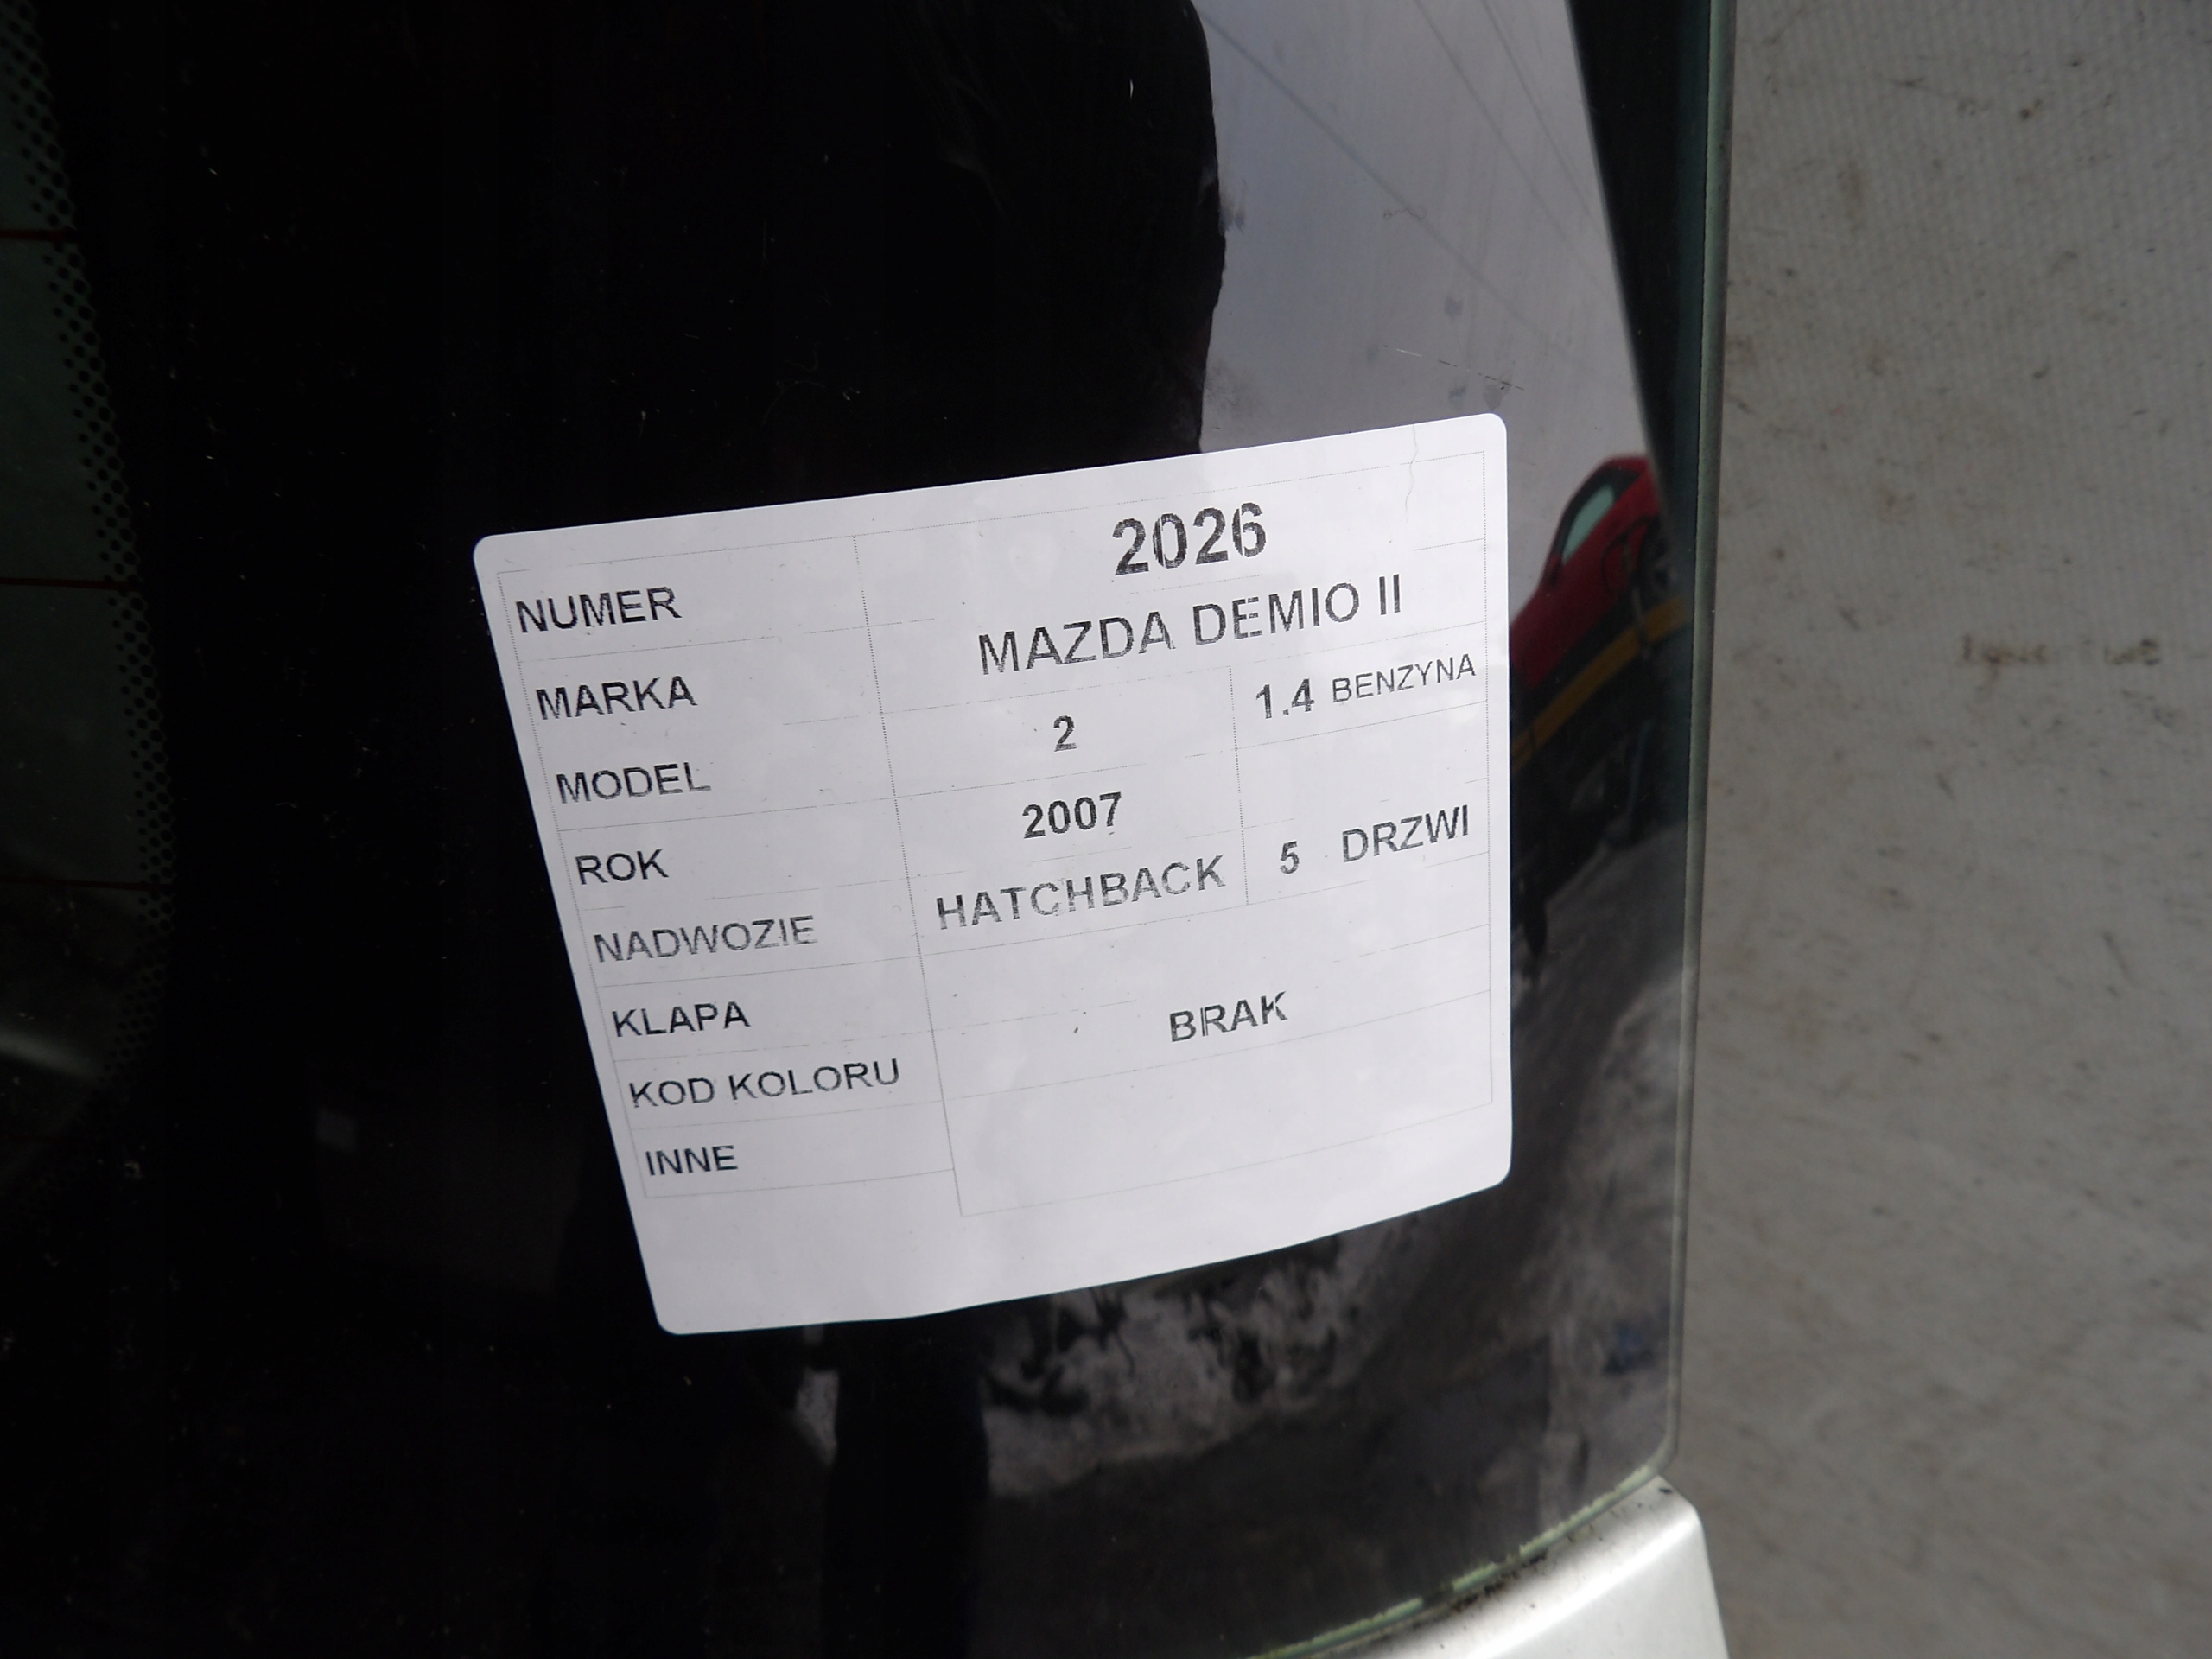 NUMER 2026
MARKA MAZDA DEMIO II
MODEL 2 1.4 BENZYNA
ROK 2007
NADWOZIE HATCHBACK 5 DRZWI
KLAPA
KOD KOLORU BRAK
INNE